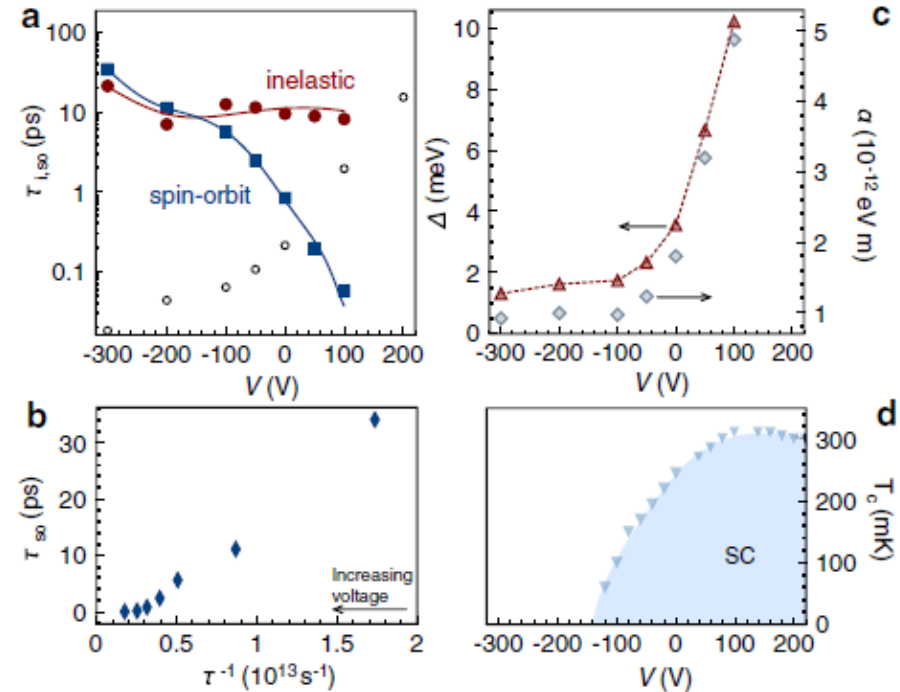 a
100
10
1
0.1
τ i,so (ps)
inelastic
spin-orbit
-300 -200 -100 0 100 200
V (V)
c
10
8
6
4
2
0
Δ (meV)
5
4
3
2
1
α (10⁻¹² eV m)
-300 -200 -100 0 100 200
V (V)
b
30
20
10
0
τ so (ps)
Increasing
voltage
0 0.5 1 1.5 2
τ ⁻¹ (10¹³s⁻¹)
d
300
200
100
0
T c (mK)
SC
-300 -200 -100 0 100 200
V (V)